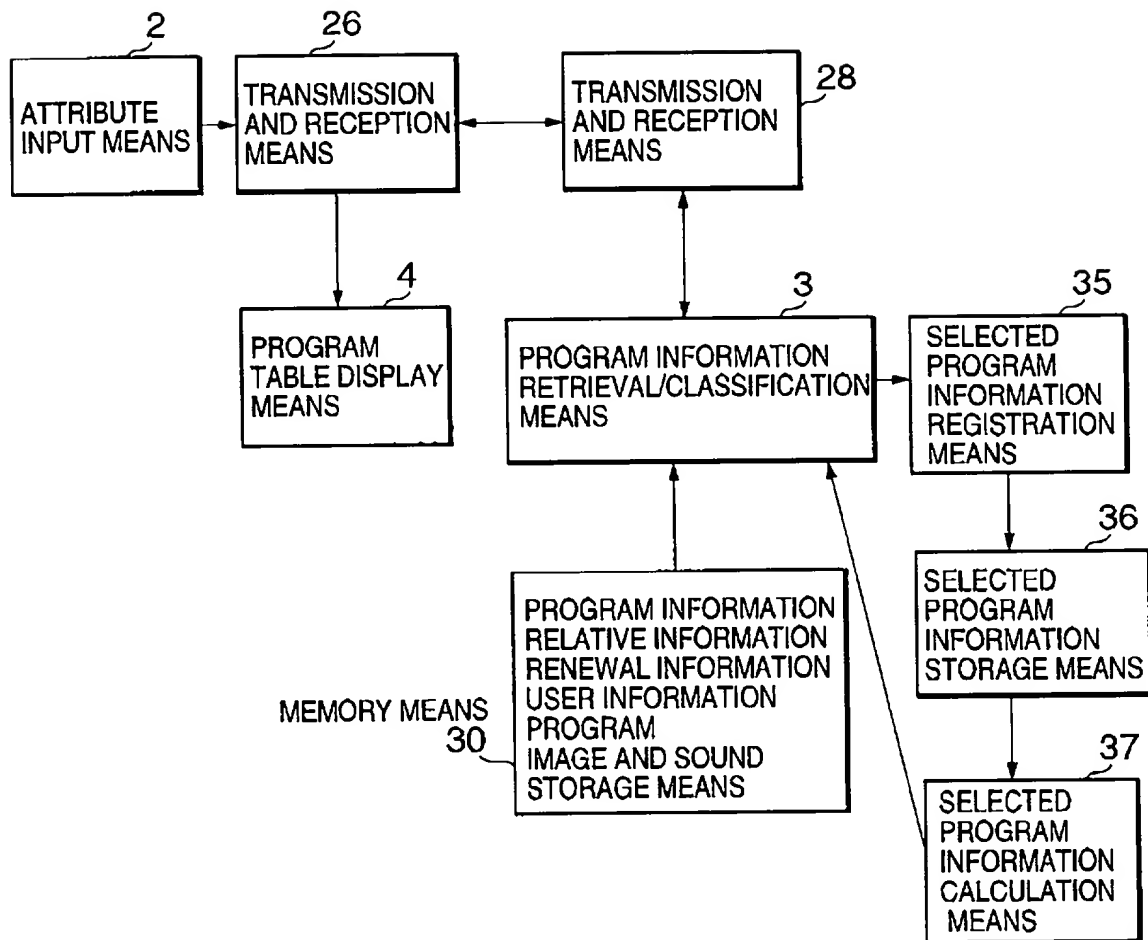 2
ATTRIBUTE
INPUT MEANS
26
TRANSMISSION
AND RECEPTION
MEANS
28
TRANSMISSION
AND RECEPTION
MEANS
4
PROGRAM
TABLE DISPLAY
MEANS
3
PROGRAM INFORMATION
RETRIEVAL/CLASSIFICATION
MEANS
35
SELECTED
PROGRAM
INFORMATION
REGISTRATION
MEANS
36
SELECTED
PROGRAM
INFORMATION
STORAGE MEANS
MEMORY MEANS
30
PROGRAM INFORMATION
RELATIVE INFORMATION
RENEWAL INFORMATION
USER INFORMATION
PROGRAM
IMAGE AND SOUND
STORAGE MEANS
37
SELECTED
PROGRAM
INFORMATION
CALCULATION
MEANS